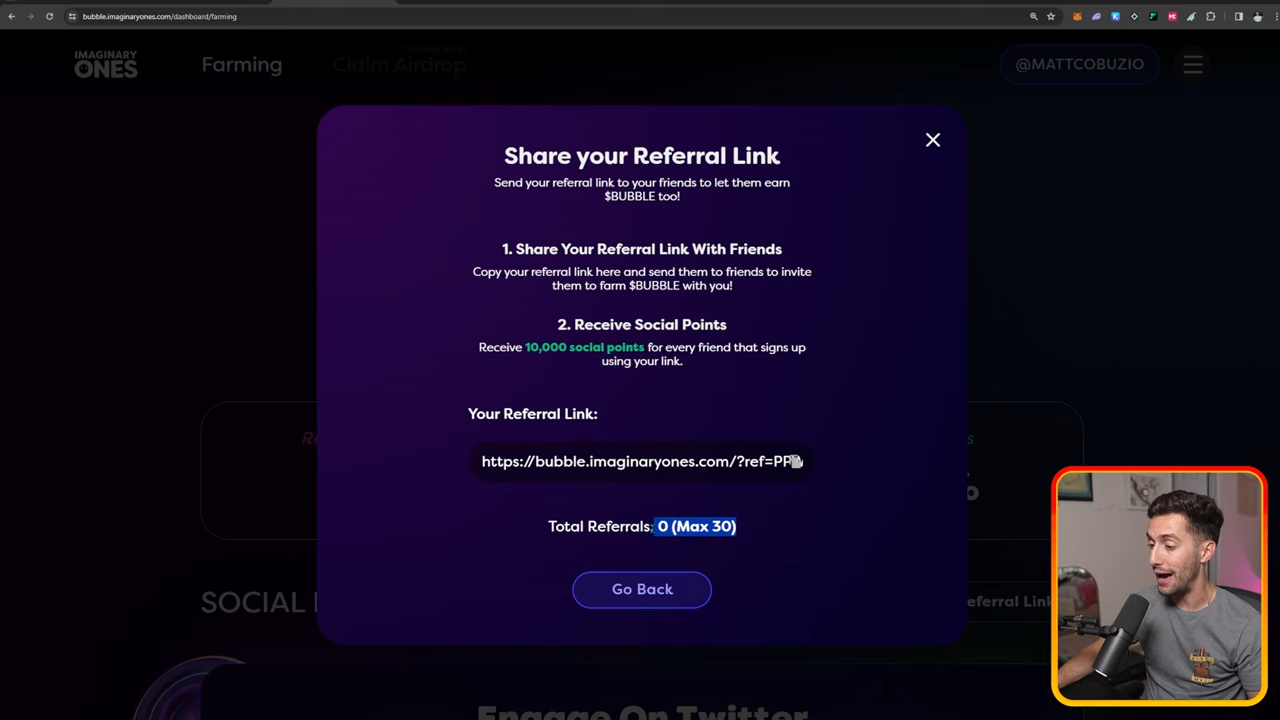 bubble.imaginaryones.com/dashboard/farming
IMAGINARY
ONES
Farming
Coming Soon
Claim Airdrop
@MATTCOBUZIO
Share your Referral Link
Send your referral link to your friends to let them earn
$BUBBLE too!
1. Share Your Referral Link With Friends
Copy your referral link here and send them to friends to invite
them to farm $BUBBLE with you!
2. Receive Social Points
Receive 10,000 social points for every friend that signs up
using your link.
Your Referral Link:
https://bubble.imaginaryones.com/?ref=PP
Total Referrals: 0 (Max 30)
Go Back
SOCIAL
eferral Link
Engage On Twitter